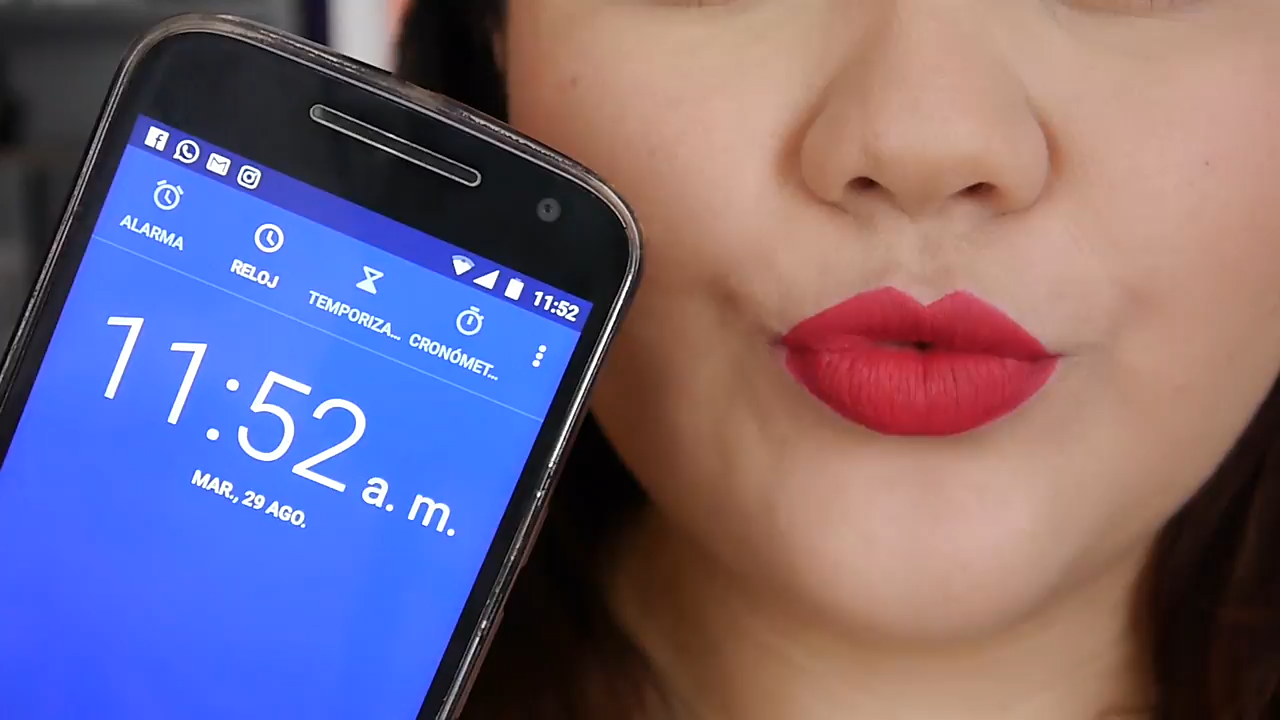 11:52
ALARMA
RELOJ
TEMPORIZA...
CRONÓMET...
11:52 a. m.
MAR., 29 AGO.